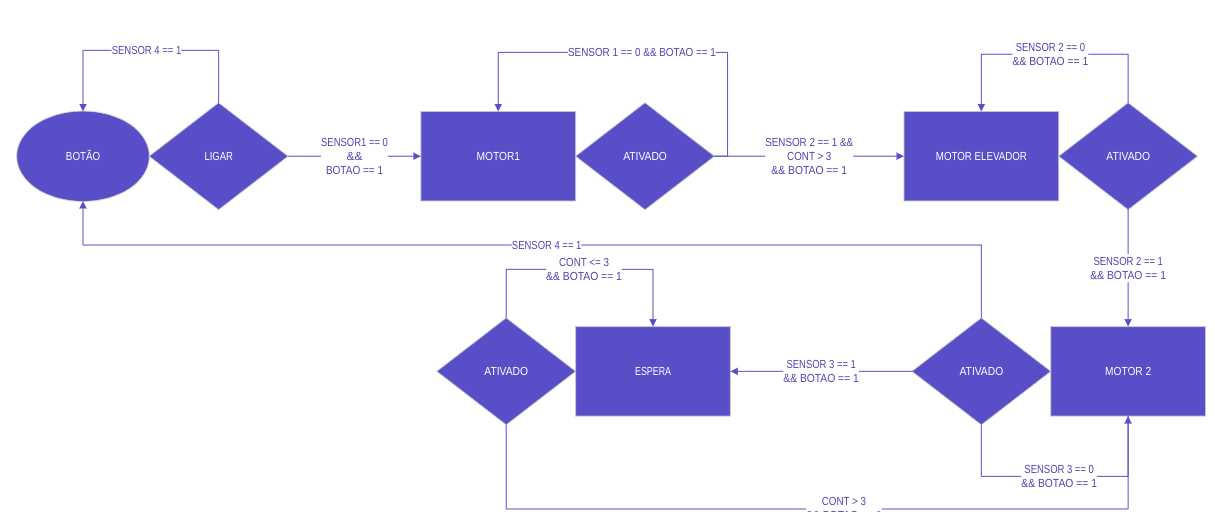 SENSOR 4 == 1
SENSOR 1 == 0 && BOTAO == 1
SENSOR 2 == 0
&& BOTAO == 1
BOTÃO
LIGAR
SENSOR1 == 0
&&
BOTAO == 1
MOTOR1
ATIVADO
SENSOR 2 == 1 &&
CONT > 3
&& BOTAO == 1
MOTOR ELEVADOR
ATIVADO
SENSOR 4 == 1
CONT <= 3
&& BOTAO == 1
SENSOR 2 == 1
&& BOTAO == 1
ATIVADO
ESPERA
SENSOR 3 == 1
&& BOTAO == 1
ATIVADO
MOTOR 2
SENSOR 3 == 0
&& BOTAO == 1
CONT > 3